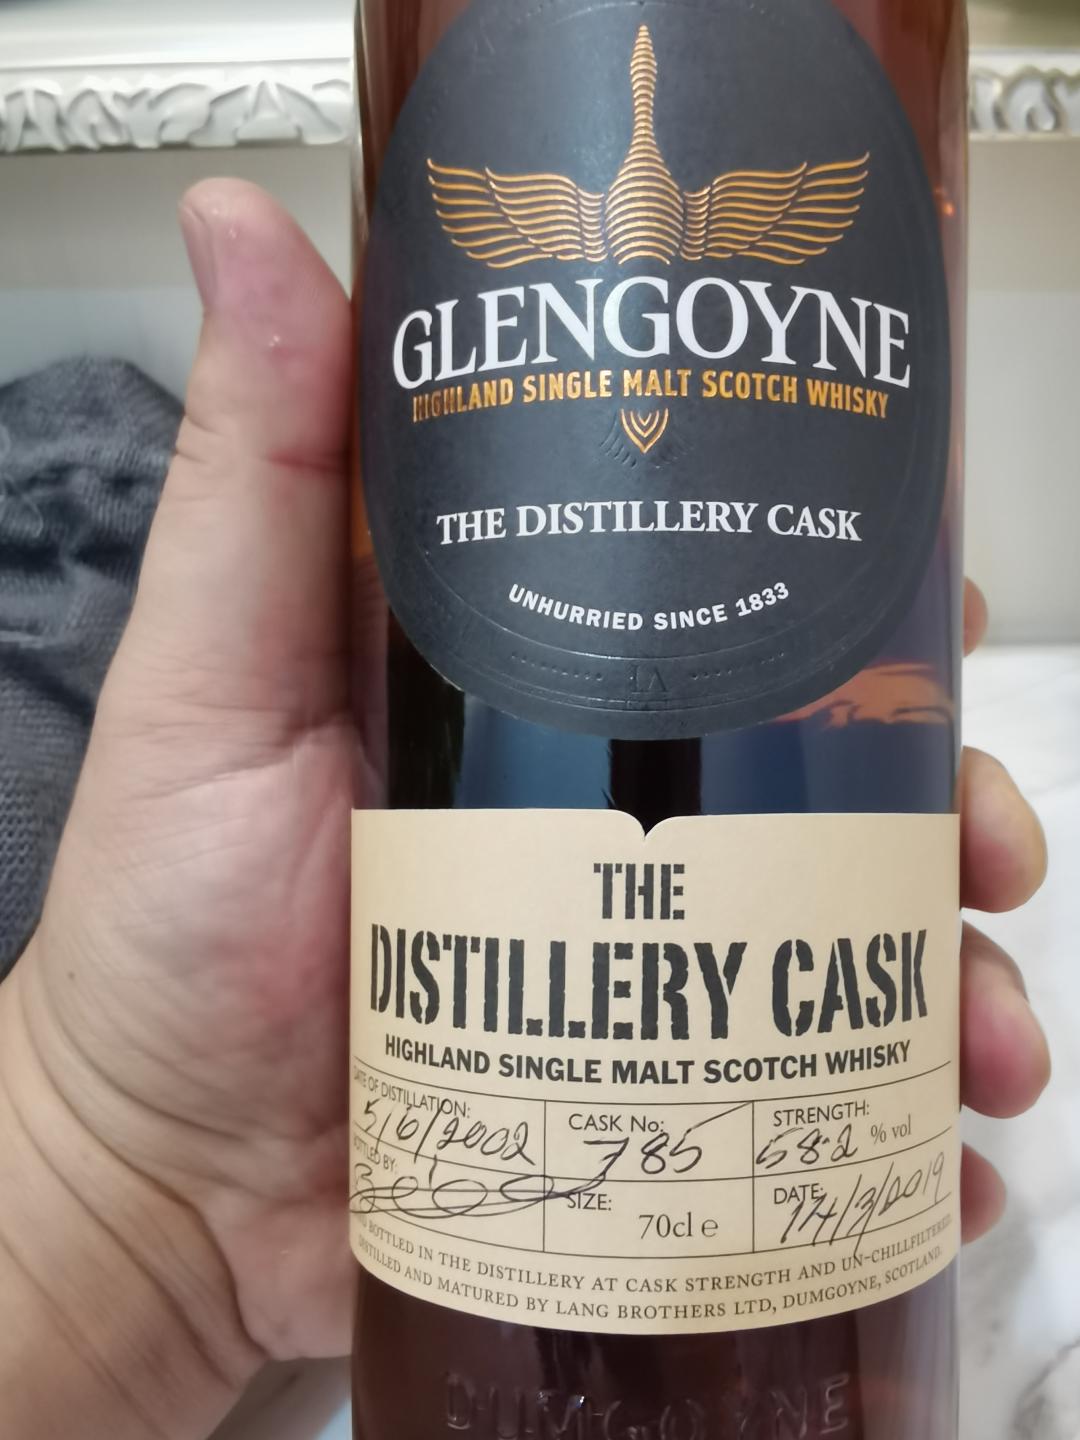 GLENGOYNE
HIGHLAND SINGLE MALT SCOTCH WHISKY
THE DISTILLERY CASK
UNHURRIED SINCE 1833
THE
DISTILLERY CASK
HIGHLAND SINGLE MALT SCOTCH WHISKY
DATE OF DISTILLATION: 5/6/2002
CASK No: 785
STRENGTH: 58.2 % vol
BOTTLED BY:
SIZE: 70cl e
DATE: 14/3/2019
BOTTLED IN THE DISTILLERY AT CASK STRENGTH AND UN-CHILLFILTERED.
DISTILLED AND MATURED BY LANG BROTHERS LTD, DUMGOYNE, SCOTLAND.
DUMGOYNE